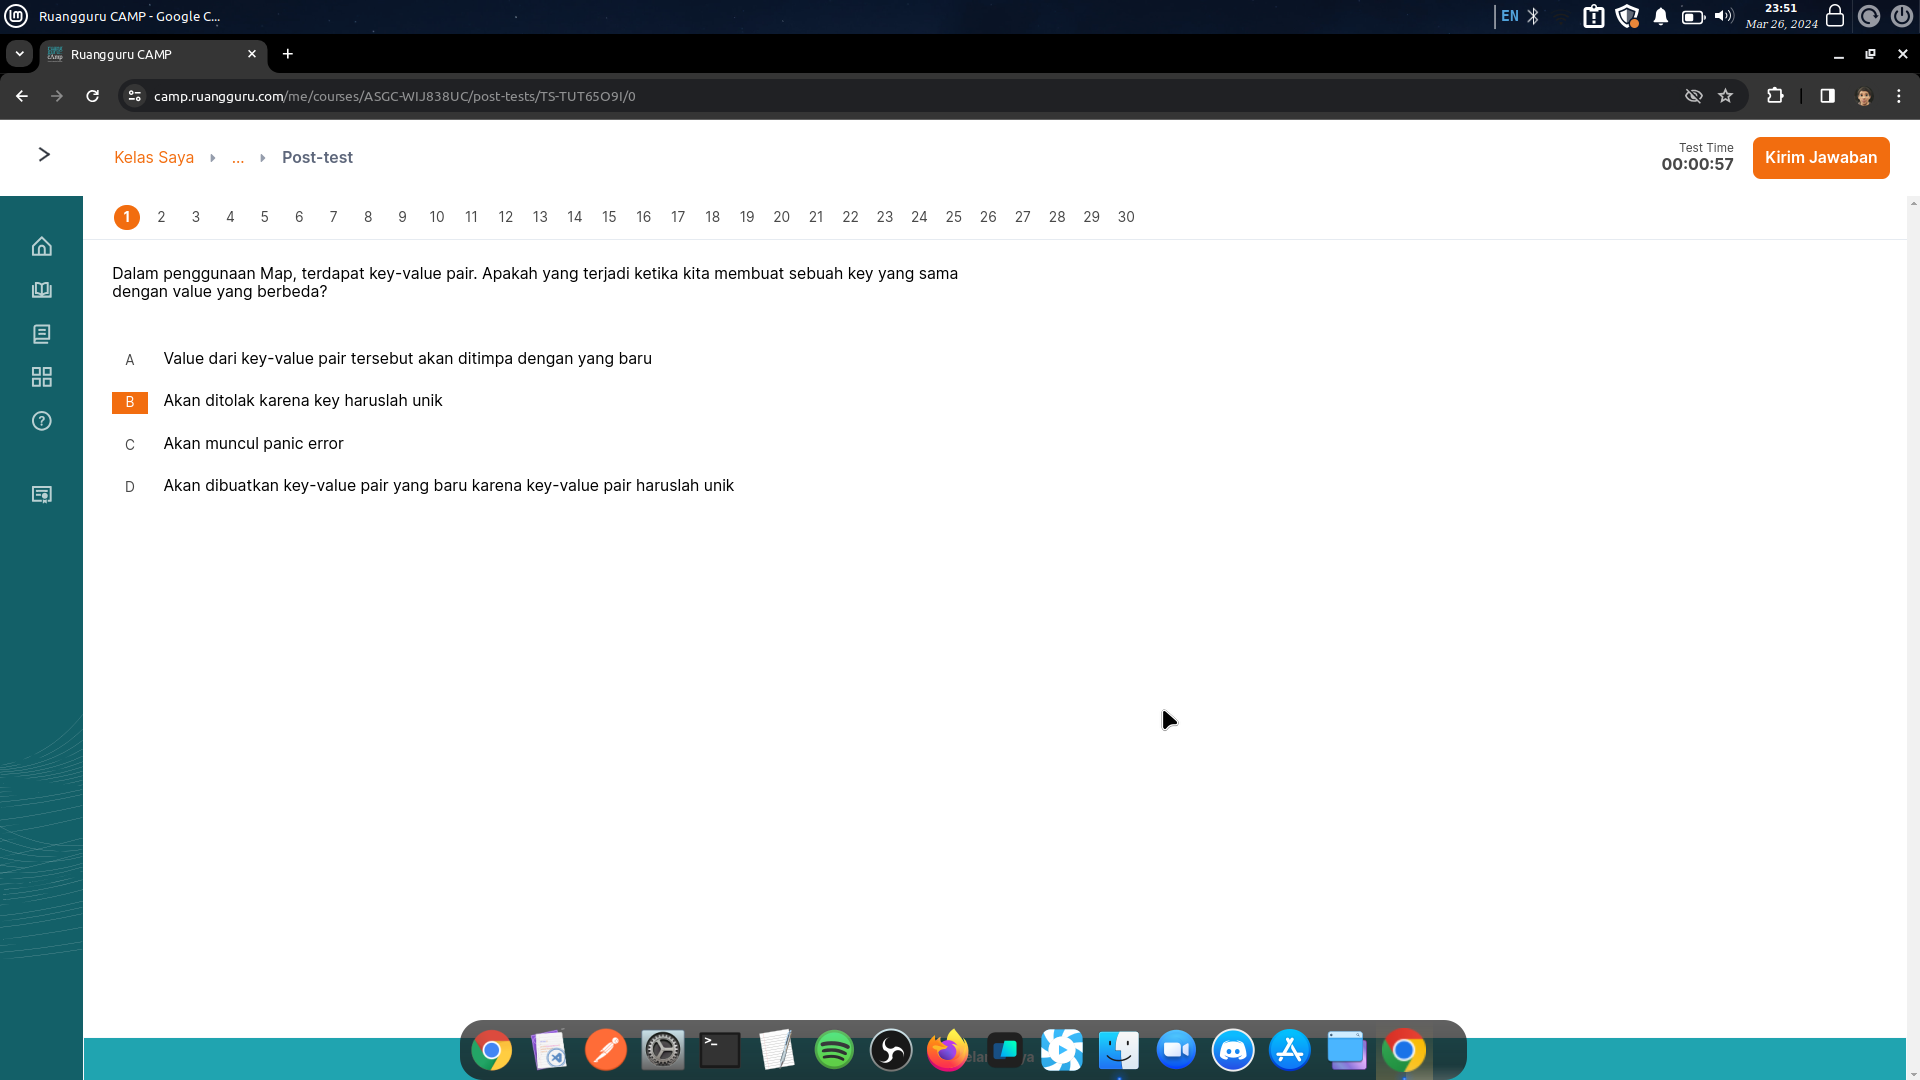 Ruangguru CAMP - Google C...
EN
23:51
Mar 26, 2024
Ruangguru CAMP
camp.ruangguru.com/me/courses/ASGC-WIJ838UC/post-tests/TS-TUT65O9I/0
Kelas Saya ... Post-test
Test Time
00:00:57
Kirim Jawaban
1 2 3 4 5 6 7 8 9 10 11 12 13 14 15 16 17 18 19 20 21 22 23 24 25 26 27 28 29 30
Dalam penggunaan Map, terdapat key-value pair. Apakah yang terjadi ketika kita membuat sebuah key yang sama
dengan value yang berbeda?
A Value dari key-value pair tersebut akan ditimpa dengan yang baru
B Akan ditolak karena key haruslah unik
C Akan muncul panic error
D Akan dibuatkan key-value pair yang baru karena key-value pair haruslah unik